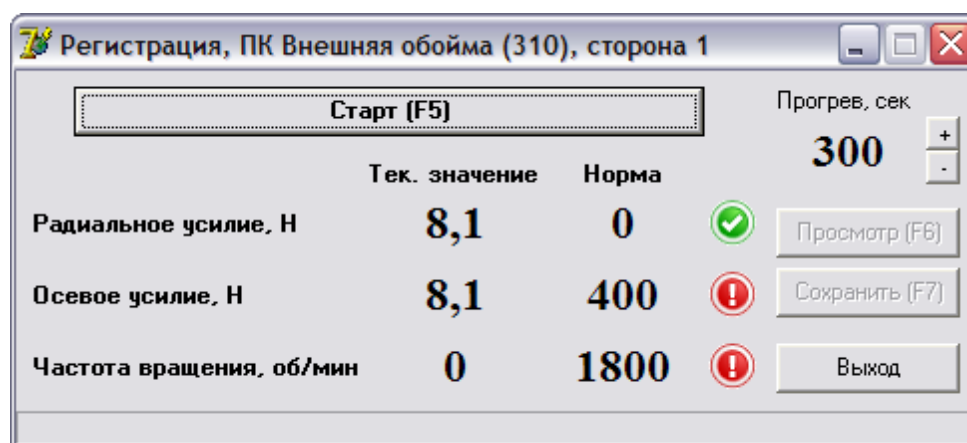 Регистрация, ПК Внешняя обойма (310), сторона 1
Старт (F5)
Прогрев, сек
300
+
-
Тек. значение Норма
Радиальное усилие, Н 8,1 0
Просмотр (F6)
Осевое усилие, Н 8,1 400
Сохранить (F7)
Частота вращения, об/мин 0 1800
Выход